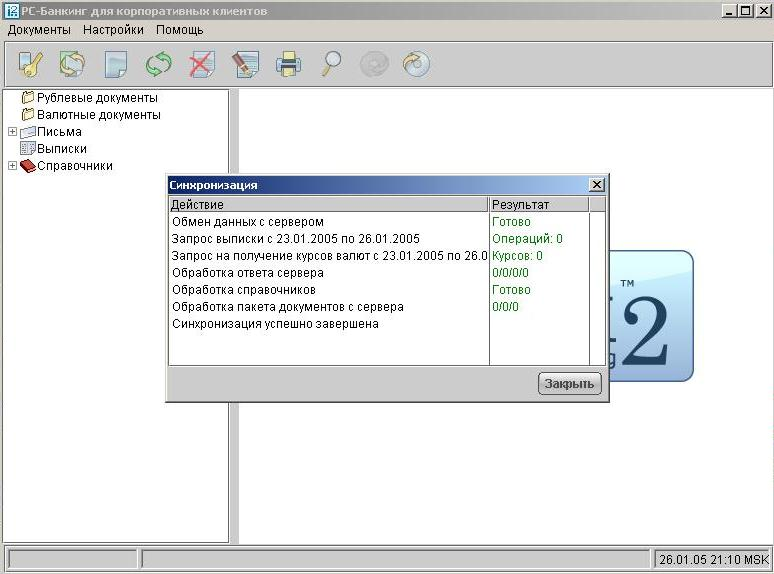 РС-Банкинг для корпоративных клиентов
Документы Настройки Помощь
Рублевые документы
Валютные документы
Письма
Выписки
Справочники
Синхронизация
Действие Результат
Обмен данных с сервером Готово
Запрос выписки с 23.01.2005 по 26.01.2005 Операций: 0
Запрос на получение курсов валют с 23.01.2005 по 26.0 Курсов: 0
Обработка ответа сервера 0/0/0/0
Обработка справочников Готово
Обработка пакета документов с сервера 0/0/0
Синхронизация успешно завершена
Закрыть
TM
2
g
26.01.05 21:10 MSK